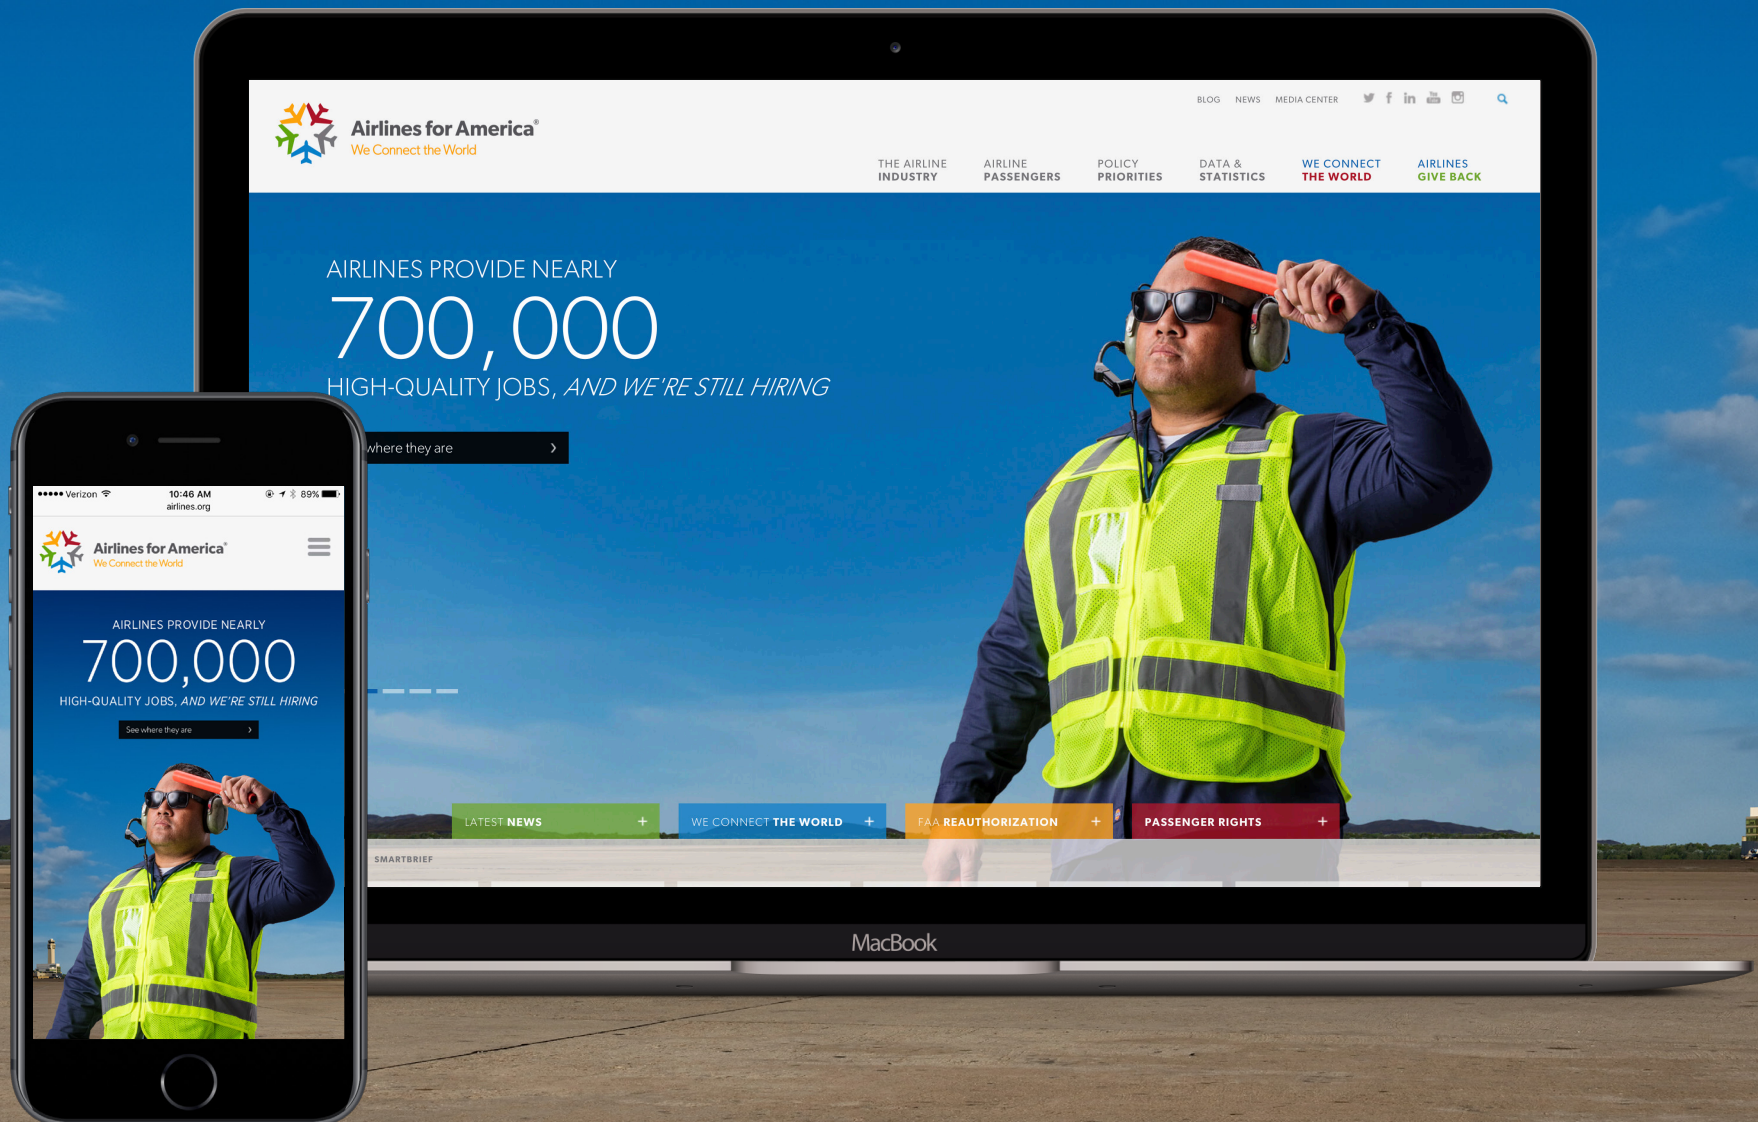 Airlines for America®
We Connect the World
BLOG NEWS MEDIA CENTER
THE AIRLINE INDUSTRY
AIRLINE PASSENGERS
POLICY PRIORITIES
DATA & STATISTICS
WE CONNECT THE WORLD
AIRLINES GIVE BACK
AIRLINES PROVIDE NEARLY
700,000
HIGH-QUALITY JOBS, AND WE'RE STILL HIRING
where they are
LATEST NEWS +
WE CONNECT THE WORLD +
FAA REAUTHORIZATION +
PASSENGER RIGHTS +
SMARTBRIEF
MacBook
Verizon 10:46 AM 89%
airlines.org
Airlines for America®
We Connect the World
AIRLINES PROVIDE NEARLY
700,000
HIGH-QUALITY JOBS, AND WE'RE STILL HIRING
See where they are